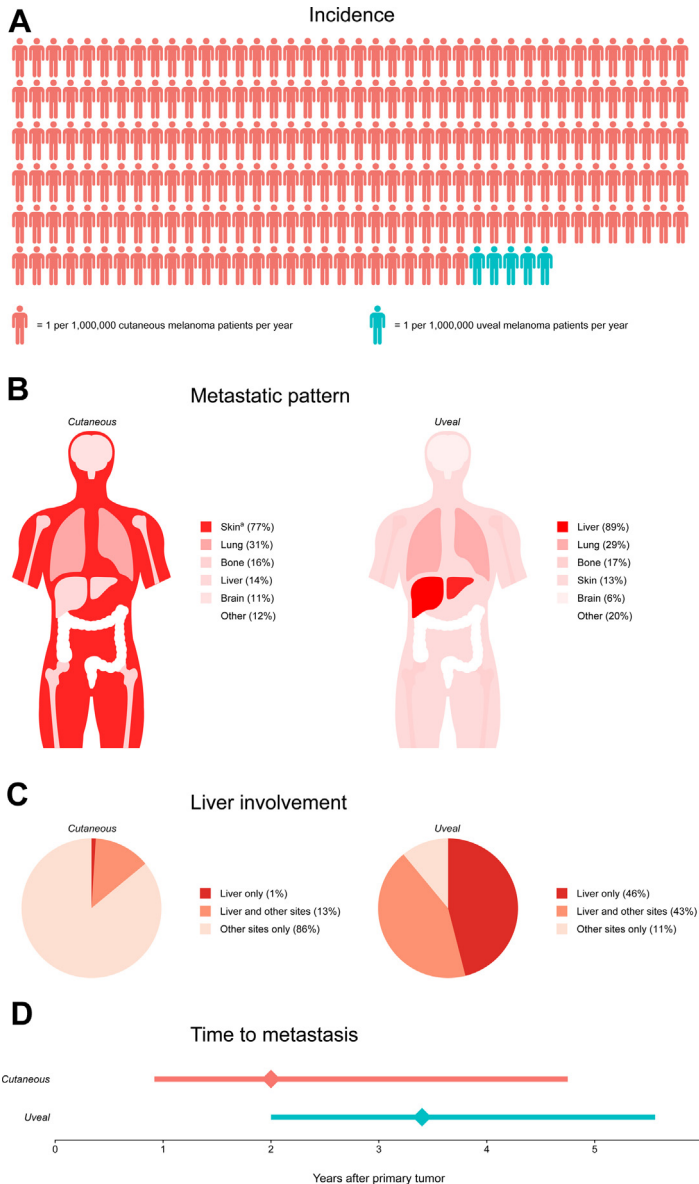 A
Incidence
= 1 per 1,000,000 cutaneous melanoma patients per year
= 1 per 1,000,000 uveal melanoma patients per year
B
Metastatic pattern
Cutaneous
Skinª (77%)
Lung (31%)
Bone (16%)
Liver (14%)
Brain (11%)
Other (12%)
Uveal
Liver (89%)
Lung (29%)
Bone (17%)
Skin (13%)
Brain (6%)
Other (20%)
C
Liver involvement
Cutaneous
Liver only (1%)
Liver and other sites (13%)
Other sites only (86%)
Uveal
Liver only (46%)
Liver and other sites (43%)
Other sites only (11%)
D
Time to metastasis
Cutaneous
Uveal
0 1 2 3 4 5
Years after primary tumor